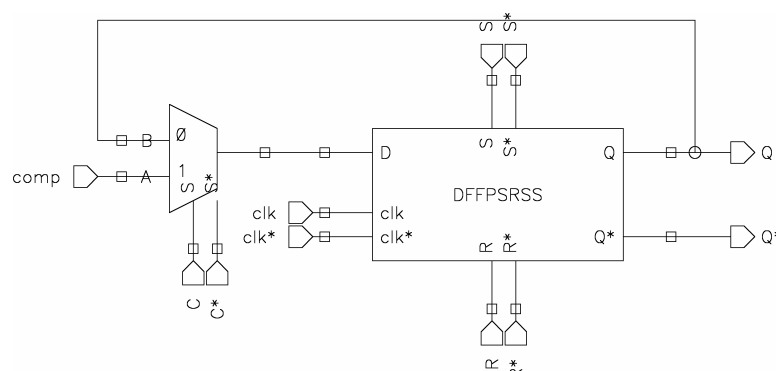 S S*
B Ø
comp A 1
S S*
D S S* Q Q
DFFPSRSS
clk clk
clk* clk* R R* Q* Q*
C C*
R R*